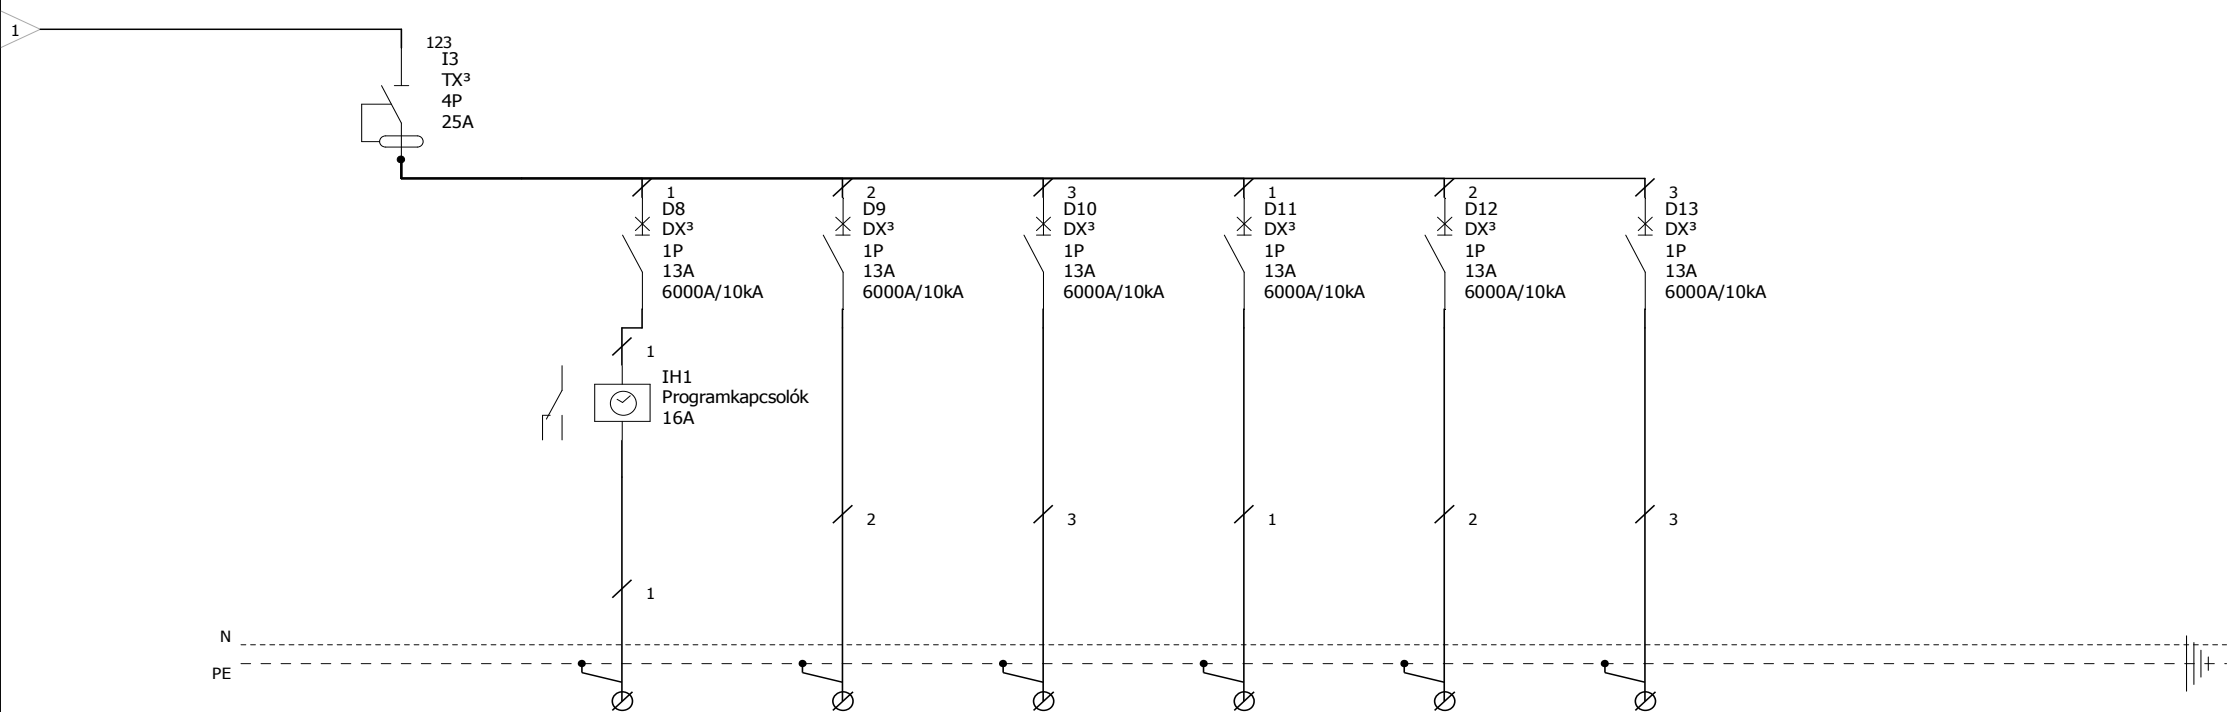 1
123
I3
TX³
4P
25A
1
D8
DX³
1P
13A
6000A/10kA
2
D9
DX³
1P
13A
6000A/10kA
3
D10
DX³
1P
13A
6000A/10kA
1
D11
DX³
1P
13A
6000A/10kA
2
D12
DX³
1P
13A
6000A/10kA
3
D13
DX³
1P
13A
6000A/10kA
1
IH1
Programkapcsolók
16A
2
3
1
2
3
1
N
PE